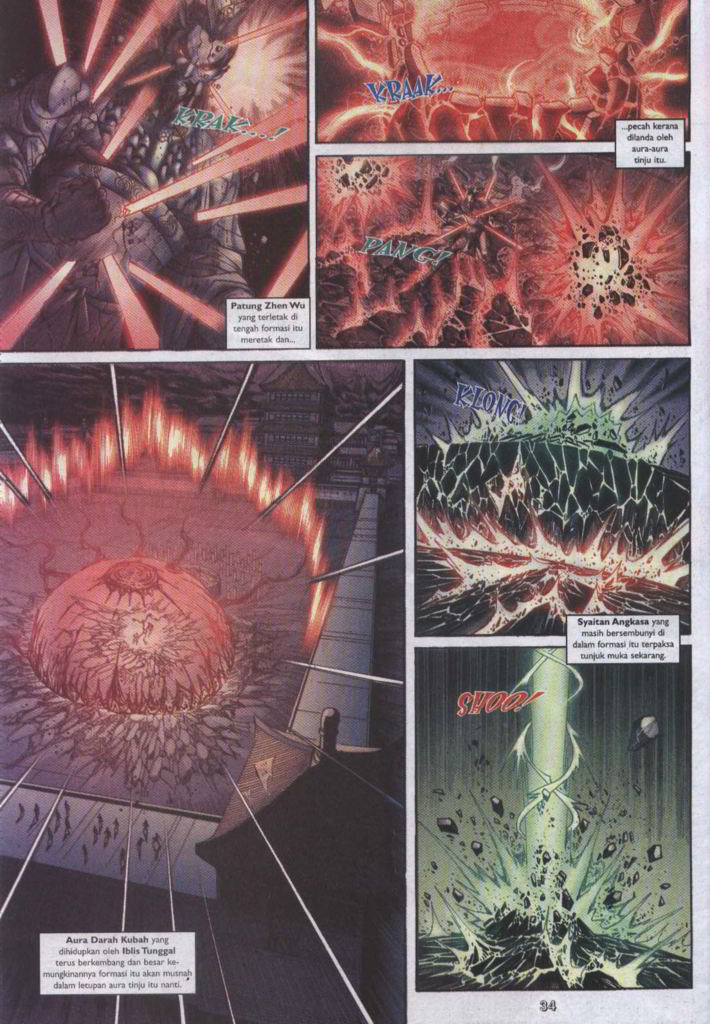 KRAK...!
Patung Zhen Wu
yang terletak di
tengah formasi itu
meretak dan...
KRAAK...
...pecah kerana
dilanda oleh
aura-aura
tinju itu.
PANG!
Aura Darah Kubah yang
dihidupkan oleh Iblis Tunggal
terus berkembang dan besar ke-
mungkinannya formasi itu akan musnah
dalam letupan aura tinju itu nanti.
KLONG!
Syaitan Angkasa yang
masih bersembunyi di
dalam formasi itu terpaksa
tunjuk muka sekarang.
SHOO!
34